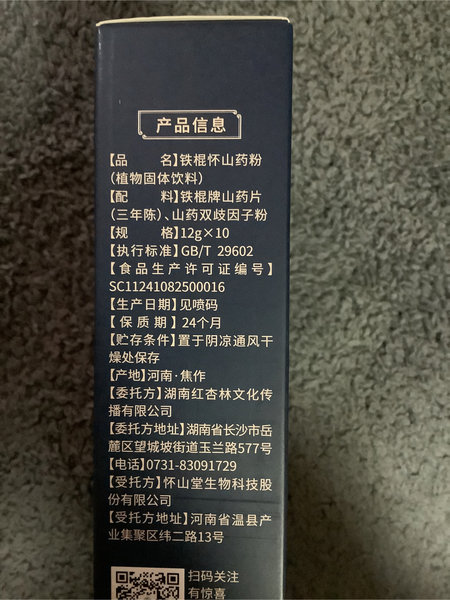 产品信息
【品 名】铁棍怀山药粉
（植物固体饮料）
【配 料】铁棍牌山药片
（三年陈）、山药双歧因子粉
【规 格】12g×10
【执行标准】GB/T 29602
【食品生产许可证编号】
SC11241082500016
【生产日期】见喷码
【保质期】24个月
【贮存条件】置于阴凉通风干
燥处保存
【产地】河南·焦作
【委托方】湖南红杏林文化传
播有限公司
【委托方地址】湖南省长沙市岳
麓区望城坡街道玉兰路577号
【电话】0731-83091729
【受托方】怀山堂生物科技股
份有限公司
【受托方地址】河南省温县产
业集聚区纬二路13号
扫码关注
有惊喜